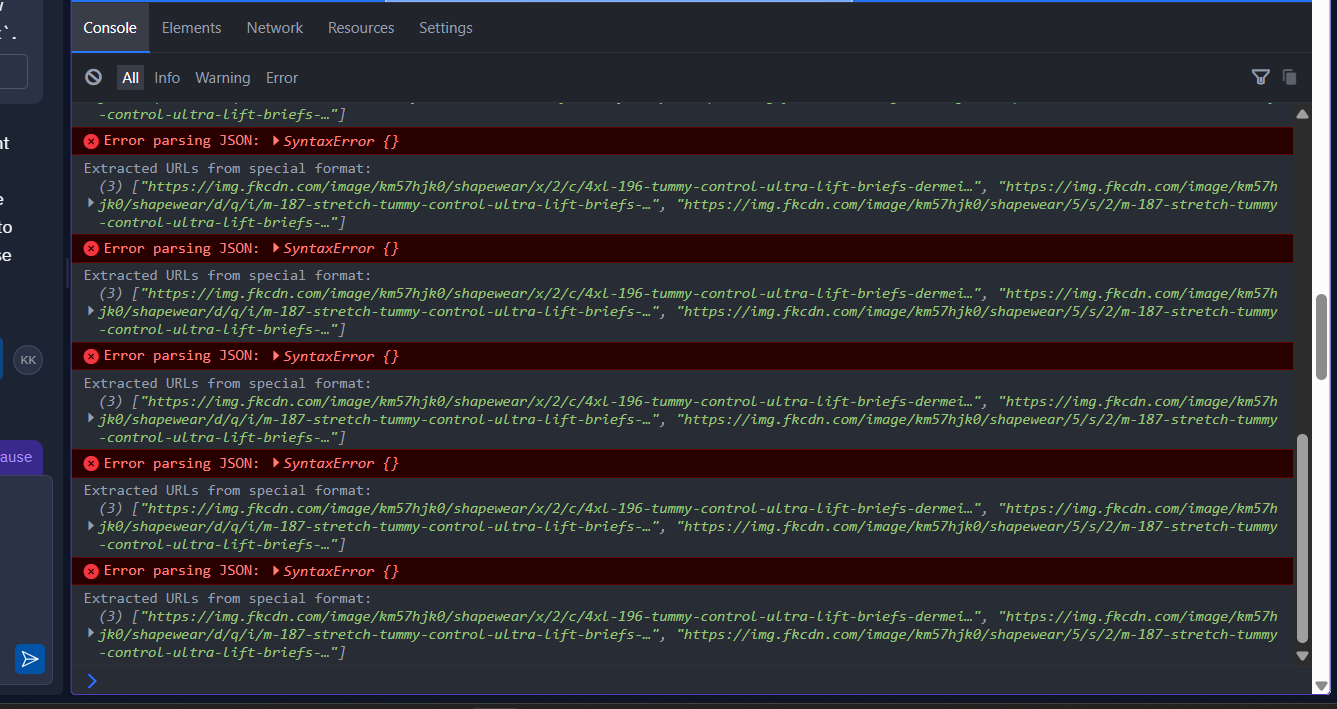 `.
Console Elements Network Resources Settings
All Info Warning Error
-control-ultra-lift-briefs-…"]
Error parsing JSON: SyntaxError {}
Extracted URLs from special format:
(3) ["https://img.fkcdn.com/image/km57hjk0/shapewear/x/2/c/4xl-196-tummy-control-ultra-lift-briefs-dermei…", "https://img.fkcdn.com/image/km57h
jk0/shapewear/d/q/i/m-187-stretch-tummy-control-ultra-lift-briefs-…", "https://img.fkcdn.com/image/km57hjk0/shapewear/5/s/2/m-187-stretch-tummy
-control-ultra-lift-briefs-…"]
Error parsing JSON: SyntaxError {}
Extracted URLs from special format:
(3) ["https://img.fkcdn.com/image/km57hjk0/shapewear/x/2/c/4xl-196-tummy-control-ultra-lift-briefs-dermei…", "https://img.fkcdn.com/image/km57h
jk0/shapewear/d/q/i/m-187-stretch-tummy-control-ultra-lift-briefs-…", "https://img.fkcdn.com/image/km57hjk0/shapewear/5/s/2/m-187-stretch-tummy
-control-ultra-lift-briefs-…"]
Error parsing JSON: SyntaxError {}
Extracted URLs from special format:
(3) ["https://img.fkcdn.com/image/km57hjk0/shapewear/x/2/c/4xl-196-tummy-control-ultra-lift-briefs-dermei…", "https://img.fkcdn.com/image/km57h
jk0/shapewear/d/q/i/m-187-stretch-tummy-control-ultra-lift-briefs-…", "https://img.fkcdn.com/image/km57hjk0/shapewear/5/s/2/m-187-stretch-tummy
-control-ultra-lift-briefs-…"]
Error parsing JSON: SyntaxError {}
Extracted URLs from special format:
(3) ["https://img.fkcdn.com/image/km57hjk0/shapewear/x/2/c/4xl-196-tummy-control-ultra-lift-briefs-dermei…", "https://img.fkcdn.com/image/km57h
jk0/shapewear/d/q/i/m-187-stretch-tummy-control-ultra-lift-briefs-…", "https://img.fkcdn.com/image/km57hjk0/shapewear/5/s/2/m-187-stretch-tummy
-control-ultra-lift-briefs-…"]
Error parsing JSON: SyntaxError {}
Extracted URLs from special format:
(3) ["https://img.fkcdn.com/image/km57hjk0/shapewear/x/2/c/4xl-196-tummy-control-ultra-lift-briefs-dermei…", "https://img.fkcdn.com/image/km57h
jk0/shapewear/d/q/i/m-187-stretch-tummy-control-ultra-lift-briefs-…", "https://img.fkcdn.com/image/km57hjk0/shapewear/5/s/2/m-187-stretch-tummy
-control-ultra-lift-briefs-…"]
nt
e
to
se
KK
ause